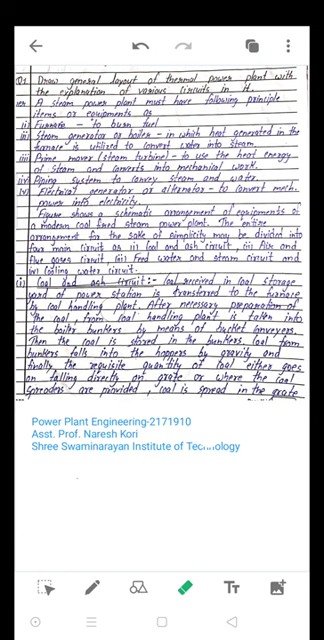 Q1 Draw general layout of thermal power plant with
the explanation of various circuits in it.
A steam power plant must have following principle
items or equipments as
i) Furnace - to burn fuel
ii) Steam generator or boiler - in which heat generated in the
furnace is utilized to convert water into steam.
iii) Prime mover (steam turbine) - to use the heat energy
of steam and converts into mechanical work.
iv) Piping system to convey steam and water.
v) Electrical generator or alternator - to convert mech.
power into electricity.
Figure shows a schematic arrangement of equipments of
a modern coal fired steam power plant. The entire
arrangement for the sake of simplicity may be divided into
four main circuit as (i) Coal and ash circuit, (ii) Air and
flue gases circuit, (iii) Feed water and steam circuit and
(iv) Cooling water circuit.
(i) Coal and ash circuit :- Coal received in coal storage
yard of power station is transferred to the furnace
by coal handling plant. After necessary preparation of
the coal, from coal handling plant is taken into
the boiler bunkers by means of bucket conveyers.
Then the coal is stored in the bunkers. Coal from
bunkers falls into the hoppers by gravity and
finally the requisite quantity of coal either goes
on falling directly on grate or where the coal
spreaders are provided, coal is spread in the grate
Power Plant Engineering-2171910
Asst. Prof. Naresh Kori
Shree Swaminarayan Institute of Technology